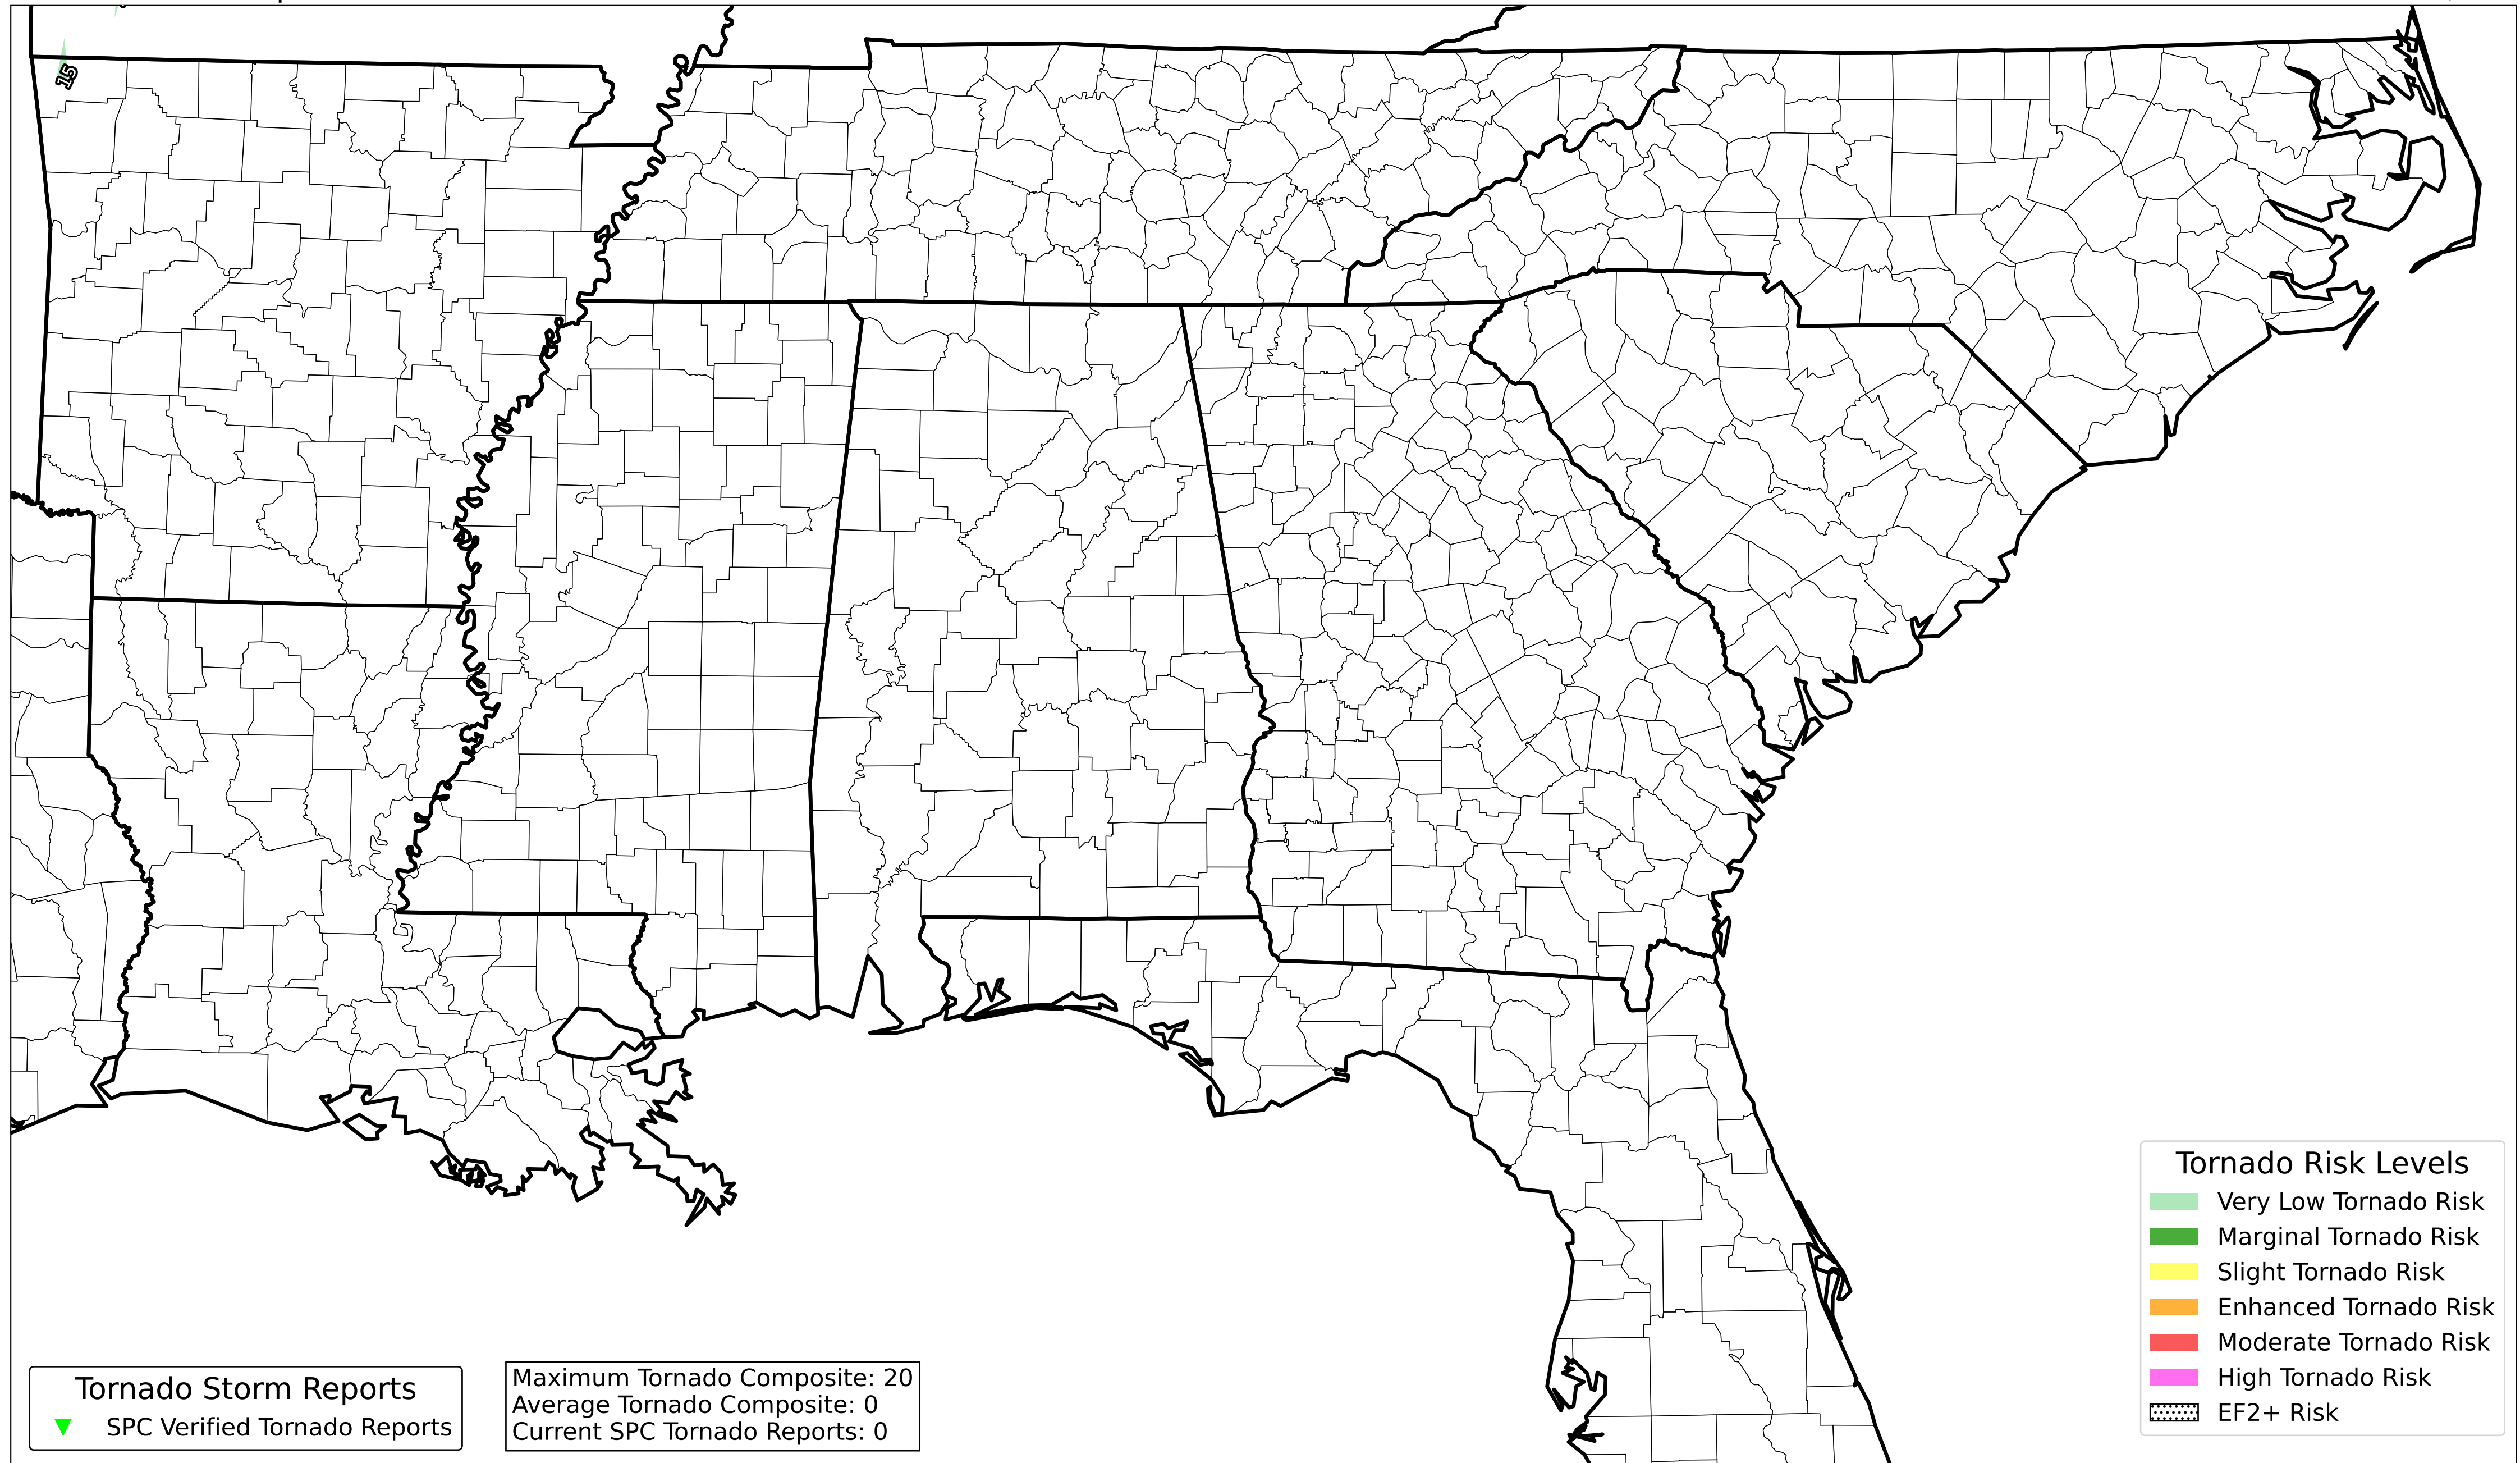 15
Tornado Storm Reports
SPC Verified Tornado Reports
Maximum Tornado Composite: 20
Average Tornado Composite: 0
Current SPC Tornado Reports: 0
Tornado Risk Levels
Very Low Tornado Risk
Marginal Tornado Risk
Slight Tornado Risk
Enhanced Tornado Risk
Moderate Tornado Risk
High Tornado Risk
EF2+ Risk